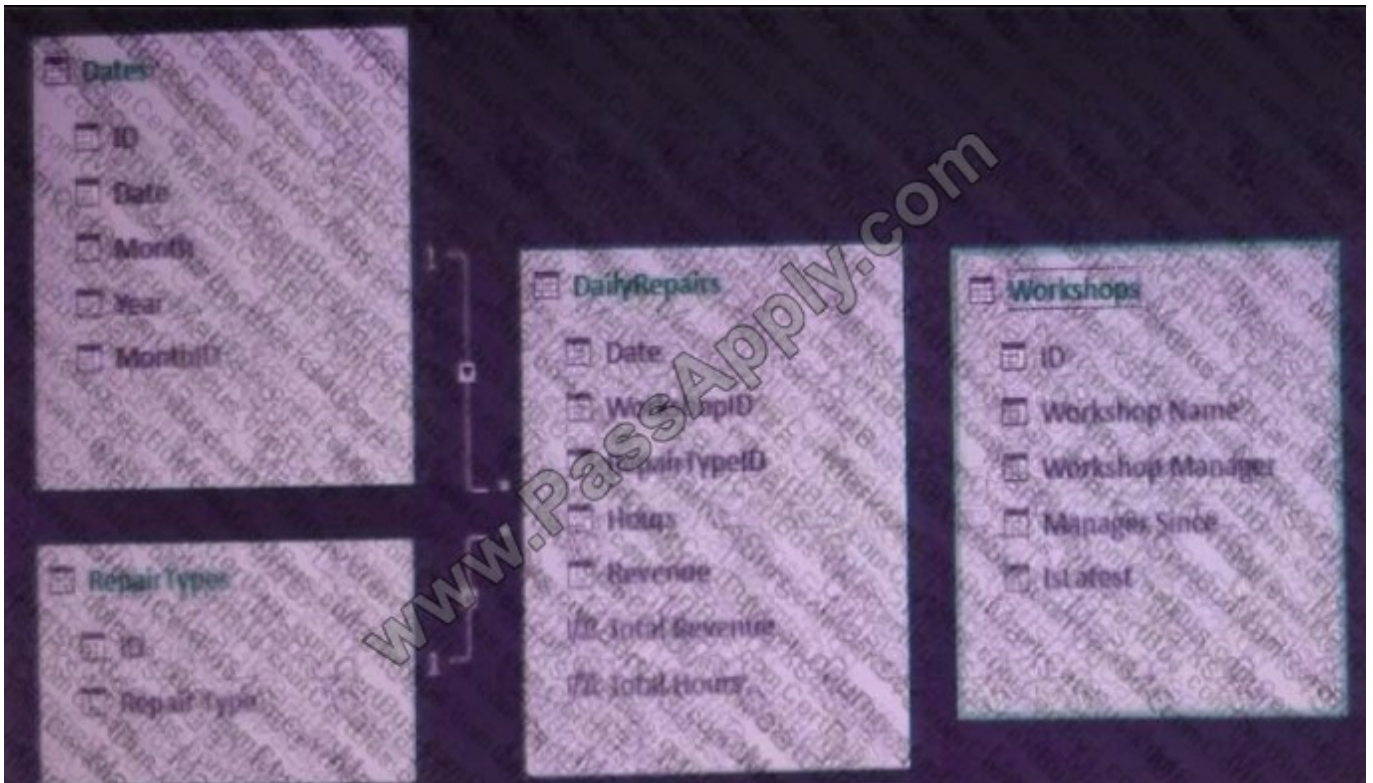 Dates
ID
Date
Month
Year
MonthID
1
RepairTypes
ID
Repair Type
1
DailyRepairs
Date
WorkshopID
RepairTypeID
Hours
Revenue
Total Revenue
Total Hours
*
Workshops
ID
Workshop Name
Workshop Manager
Manager Since
IsLatest
www.PassApply.com